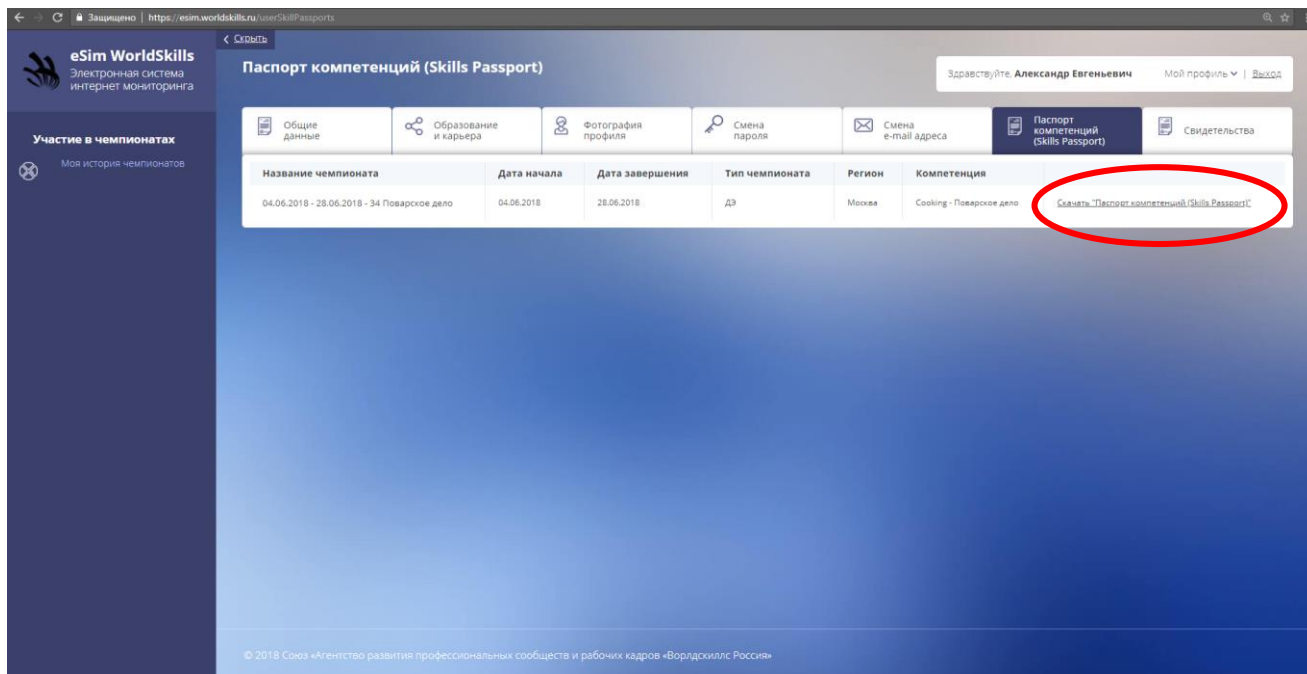 Защищено | https://esim.worldskills.ru/userSkillPassports
Скрыть
eSim WorldSkills
Электронная система
интернет мониторинга
Участие в чемпионатах
Моя история чемпионатов
Паспорт компетенций (Skills Passport)
Здравствуйте, Александр Евгеньевич Мой профиль | Выход
Общие
данные
Образование
и карьера
Фотография
профиля
Смена
пароля
Смена
e-mail адреса
Паспорт
компетенций
(Skills Passport)
Свидетельства
Название чемпионата Дата начала Дата завершения Тип чемпионата Регион Компетенция
04.06.2018 - 28.06.2018 - 34 Поварское дело 04.06.2018 28.06.2018 ДЭ Москва Cooking - Поварское дело Скачать "Паспорт компетенций (Skills Passport)"
© 2018 Союз «Агентство развития профессиональных сообществ и рабочих кадров «Ворлдскиллс Россия»